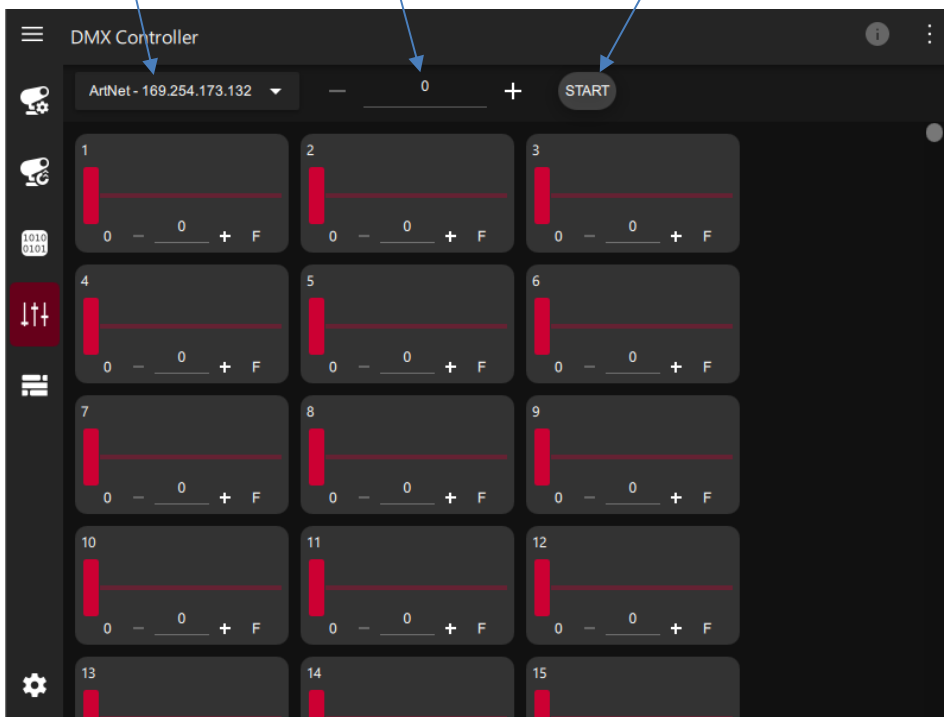 DMX Controller
ArtNet - 169.254.173.132 — 0 + START
1 2 3
0 — 0 + F 0 — 0 + F 0 — 0 + F
4 5 6
0 — 0 + F 0 — 0 + F 0 — 0 + F
7 8 9
0 — 0 + F 0 — 0 + F 0 — 0 + F
10 11 12
0 — 0 + F 0 — 0 + F 0 — 0 + F
13 14 15
1010
0101